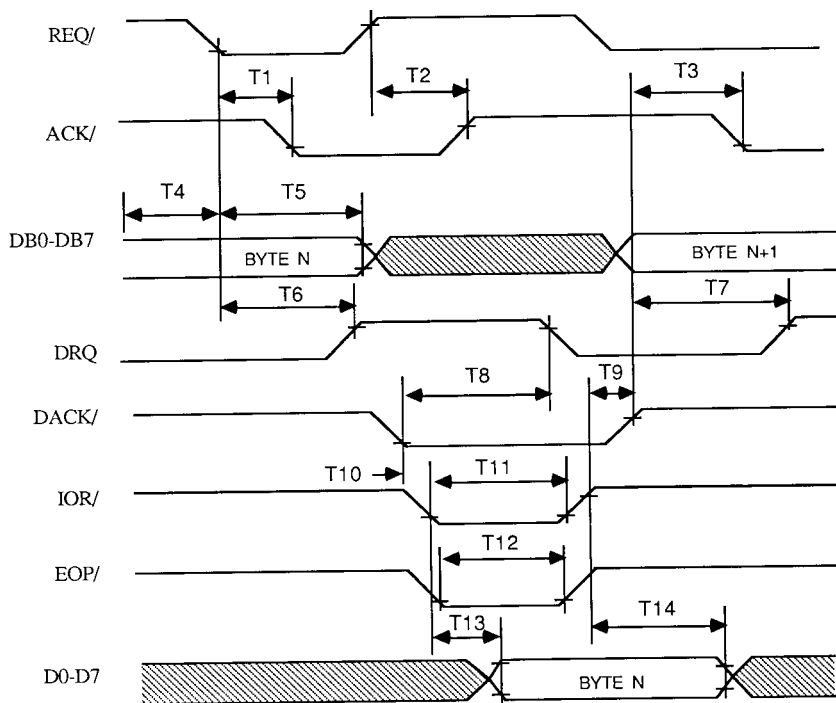 REQ/
T1
T2
T3
ACK/
T4
T5
DB0-DB7
BYTE N
BYTE N+1
T6
T7
DRQ
T8
T9
DACK/
T10
T11
IOR/
T12
EOP/
T13
T14
D0-D7
BYTE N